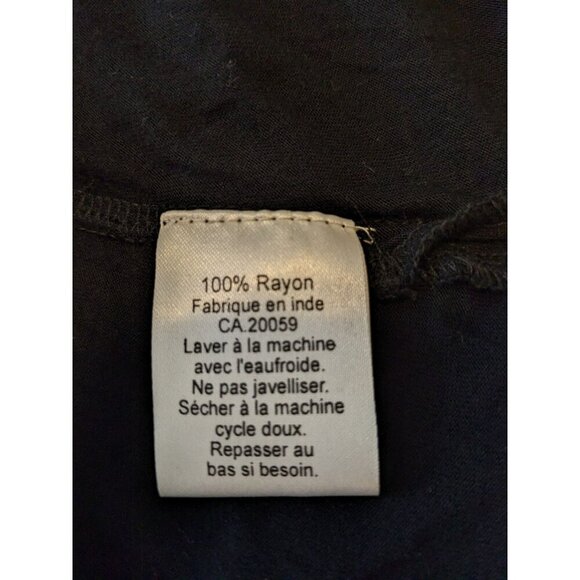 100% Rayon
Fabrique en inde
CA.20059
Laver à la machine
avec l'eaufroide.
Ne pas javelliser.
Sécher à la machine
cycle doux.
Repasser au
bas si besoin.